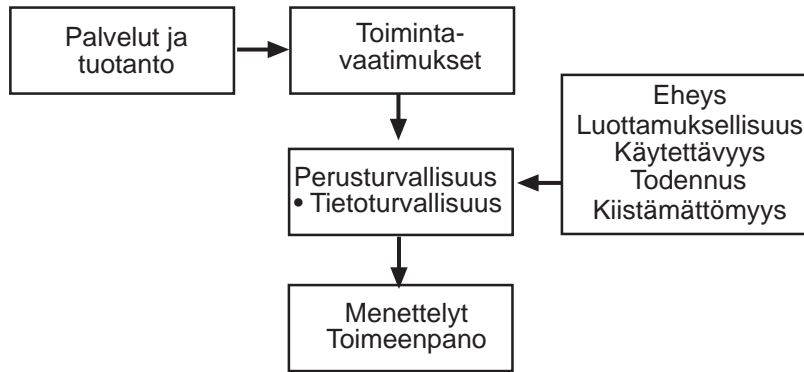 Palvelut ja
tuotanto
Toiminta-
vaatimukset
Eheys
Luottamuksellisuus
Käytettävyys
Todennus
Kiistämättömyys
Perusturvallisuus
• Tietoturvallisuus
Menettelyt
Toimeenpano